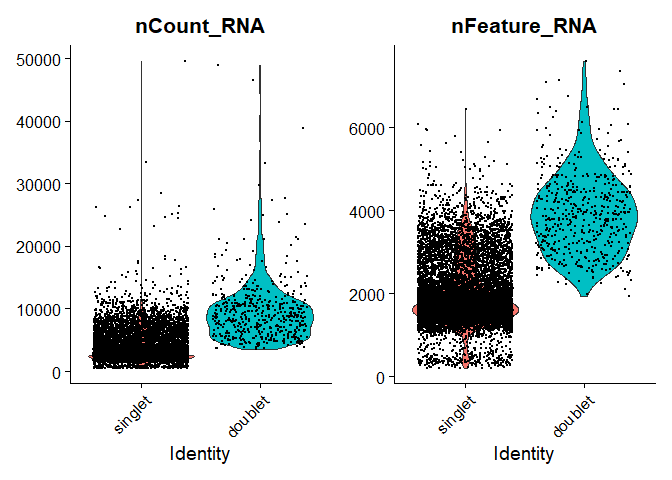 nCount_RNA
50000
40000
30000
20000
10000
0
singlet
doublet
Identity
nFeature_RNA
6000
4000
2000
0
singlet
doublet
Identity